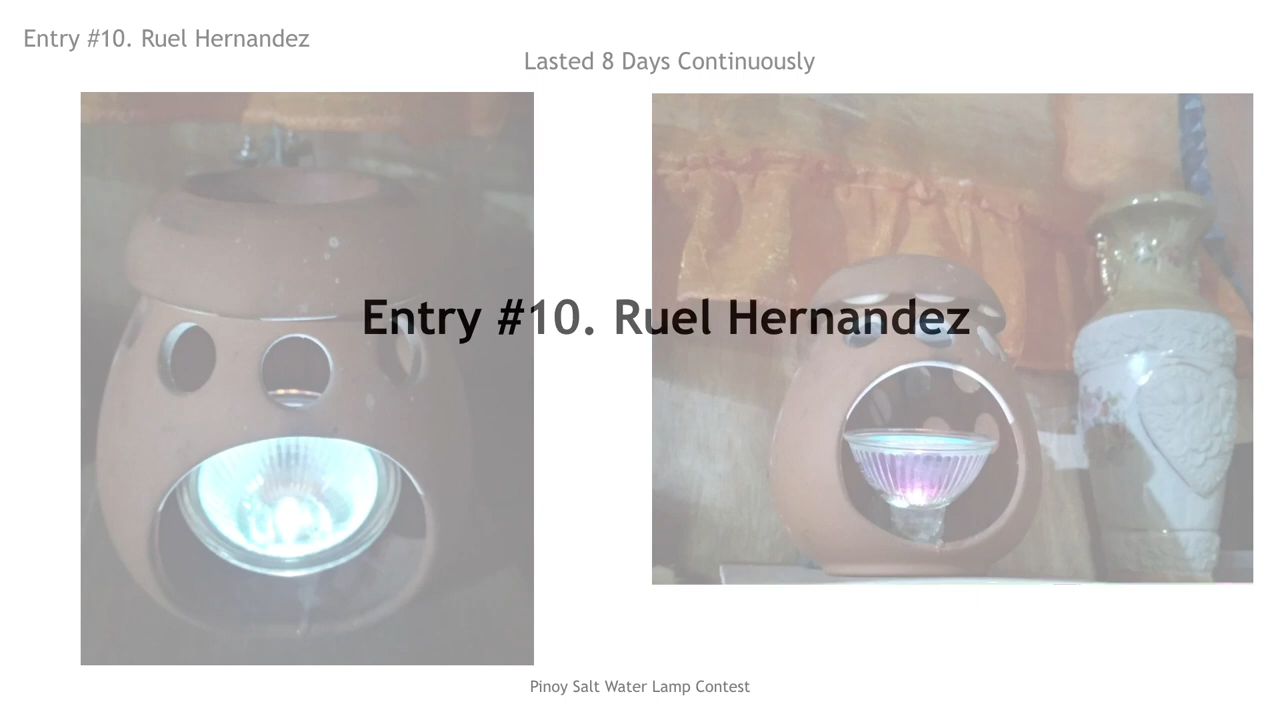 Entry #10. Ruel Hernandez
Lasted 8 Days Continuously
Entry #10. Ruel Hernandez
Pinoy Salt Water Lamp Contest